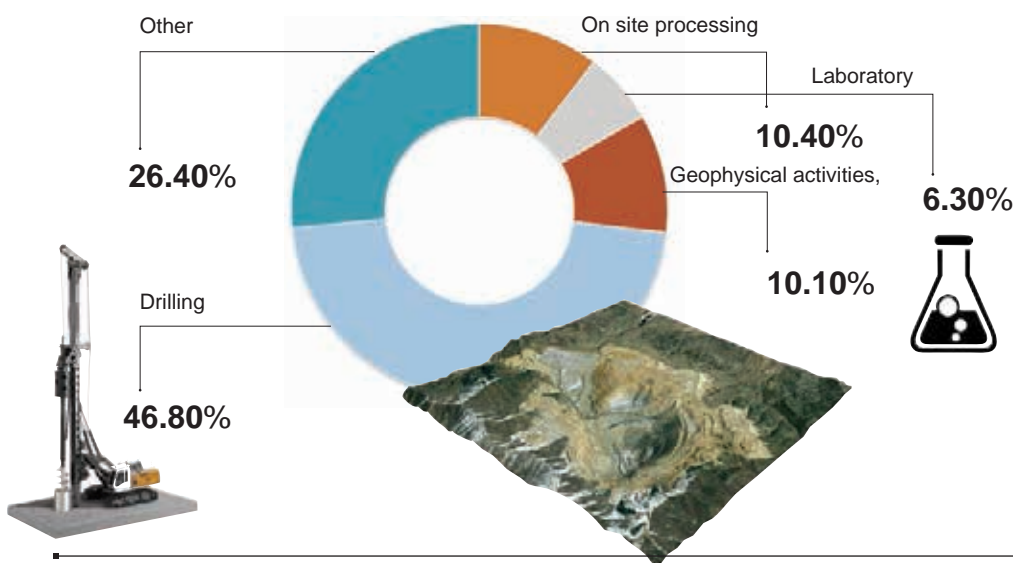 Other
On site processing
Laboratory
10.40%
26.40%
Geophysical activities,
6.30%
10.10%
Drilling
46.80%